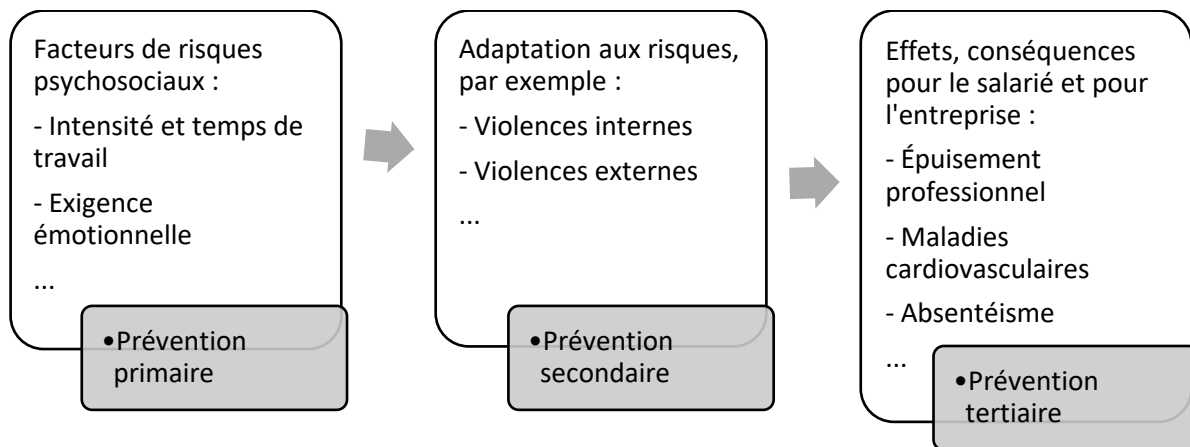 Facteurs de risques
psychosociaux :
- Intensité et temps de
travail
- Exigence
émotionnelle
...
•Prévention
primaire
Adaptation aux risques,
par exemple :
- Violences internes
- Violences externes
...
•Prévention
secondaire
Effets, conséquences
pour le salarié et pour
l'entreprise :
- Épuisement
professionnel
- Maladies
cardiovasculaires
- Absentéisme
...
•Prévention
tertiaire